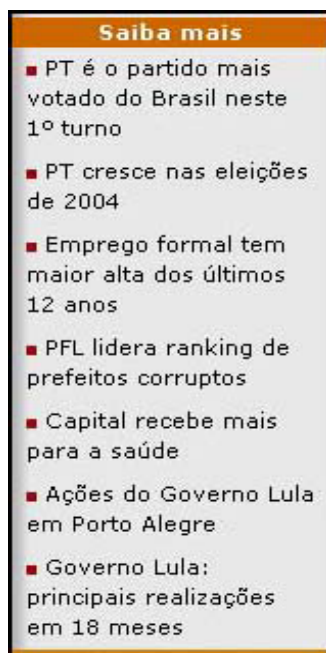 Saiba mais
PT é o partido mais
votado do Brasil neste
1º turno
PT cresce nas eleições
de 2004
Emprego formal tem
maior alta dos últimos
12 anos
PFL lidera ranking de
prefeitos corruptos
Capital recebe mais
para a saúde
Ações do Governo Lula
em Porto Alegre
Governo Lula:
principais realizações
em 18 meses